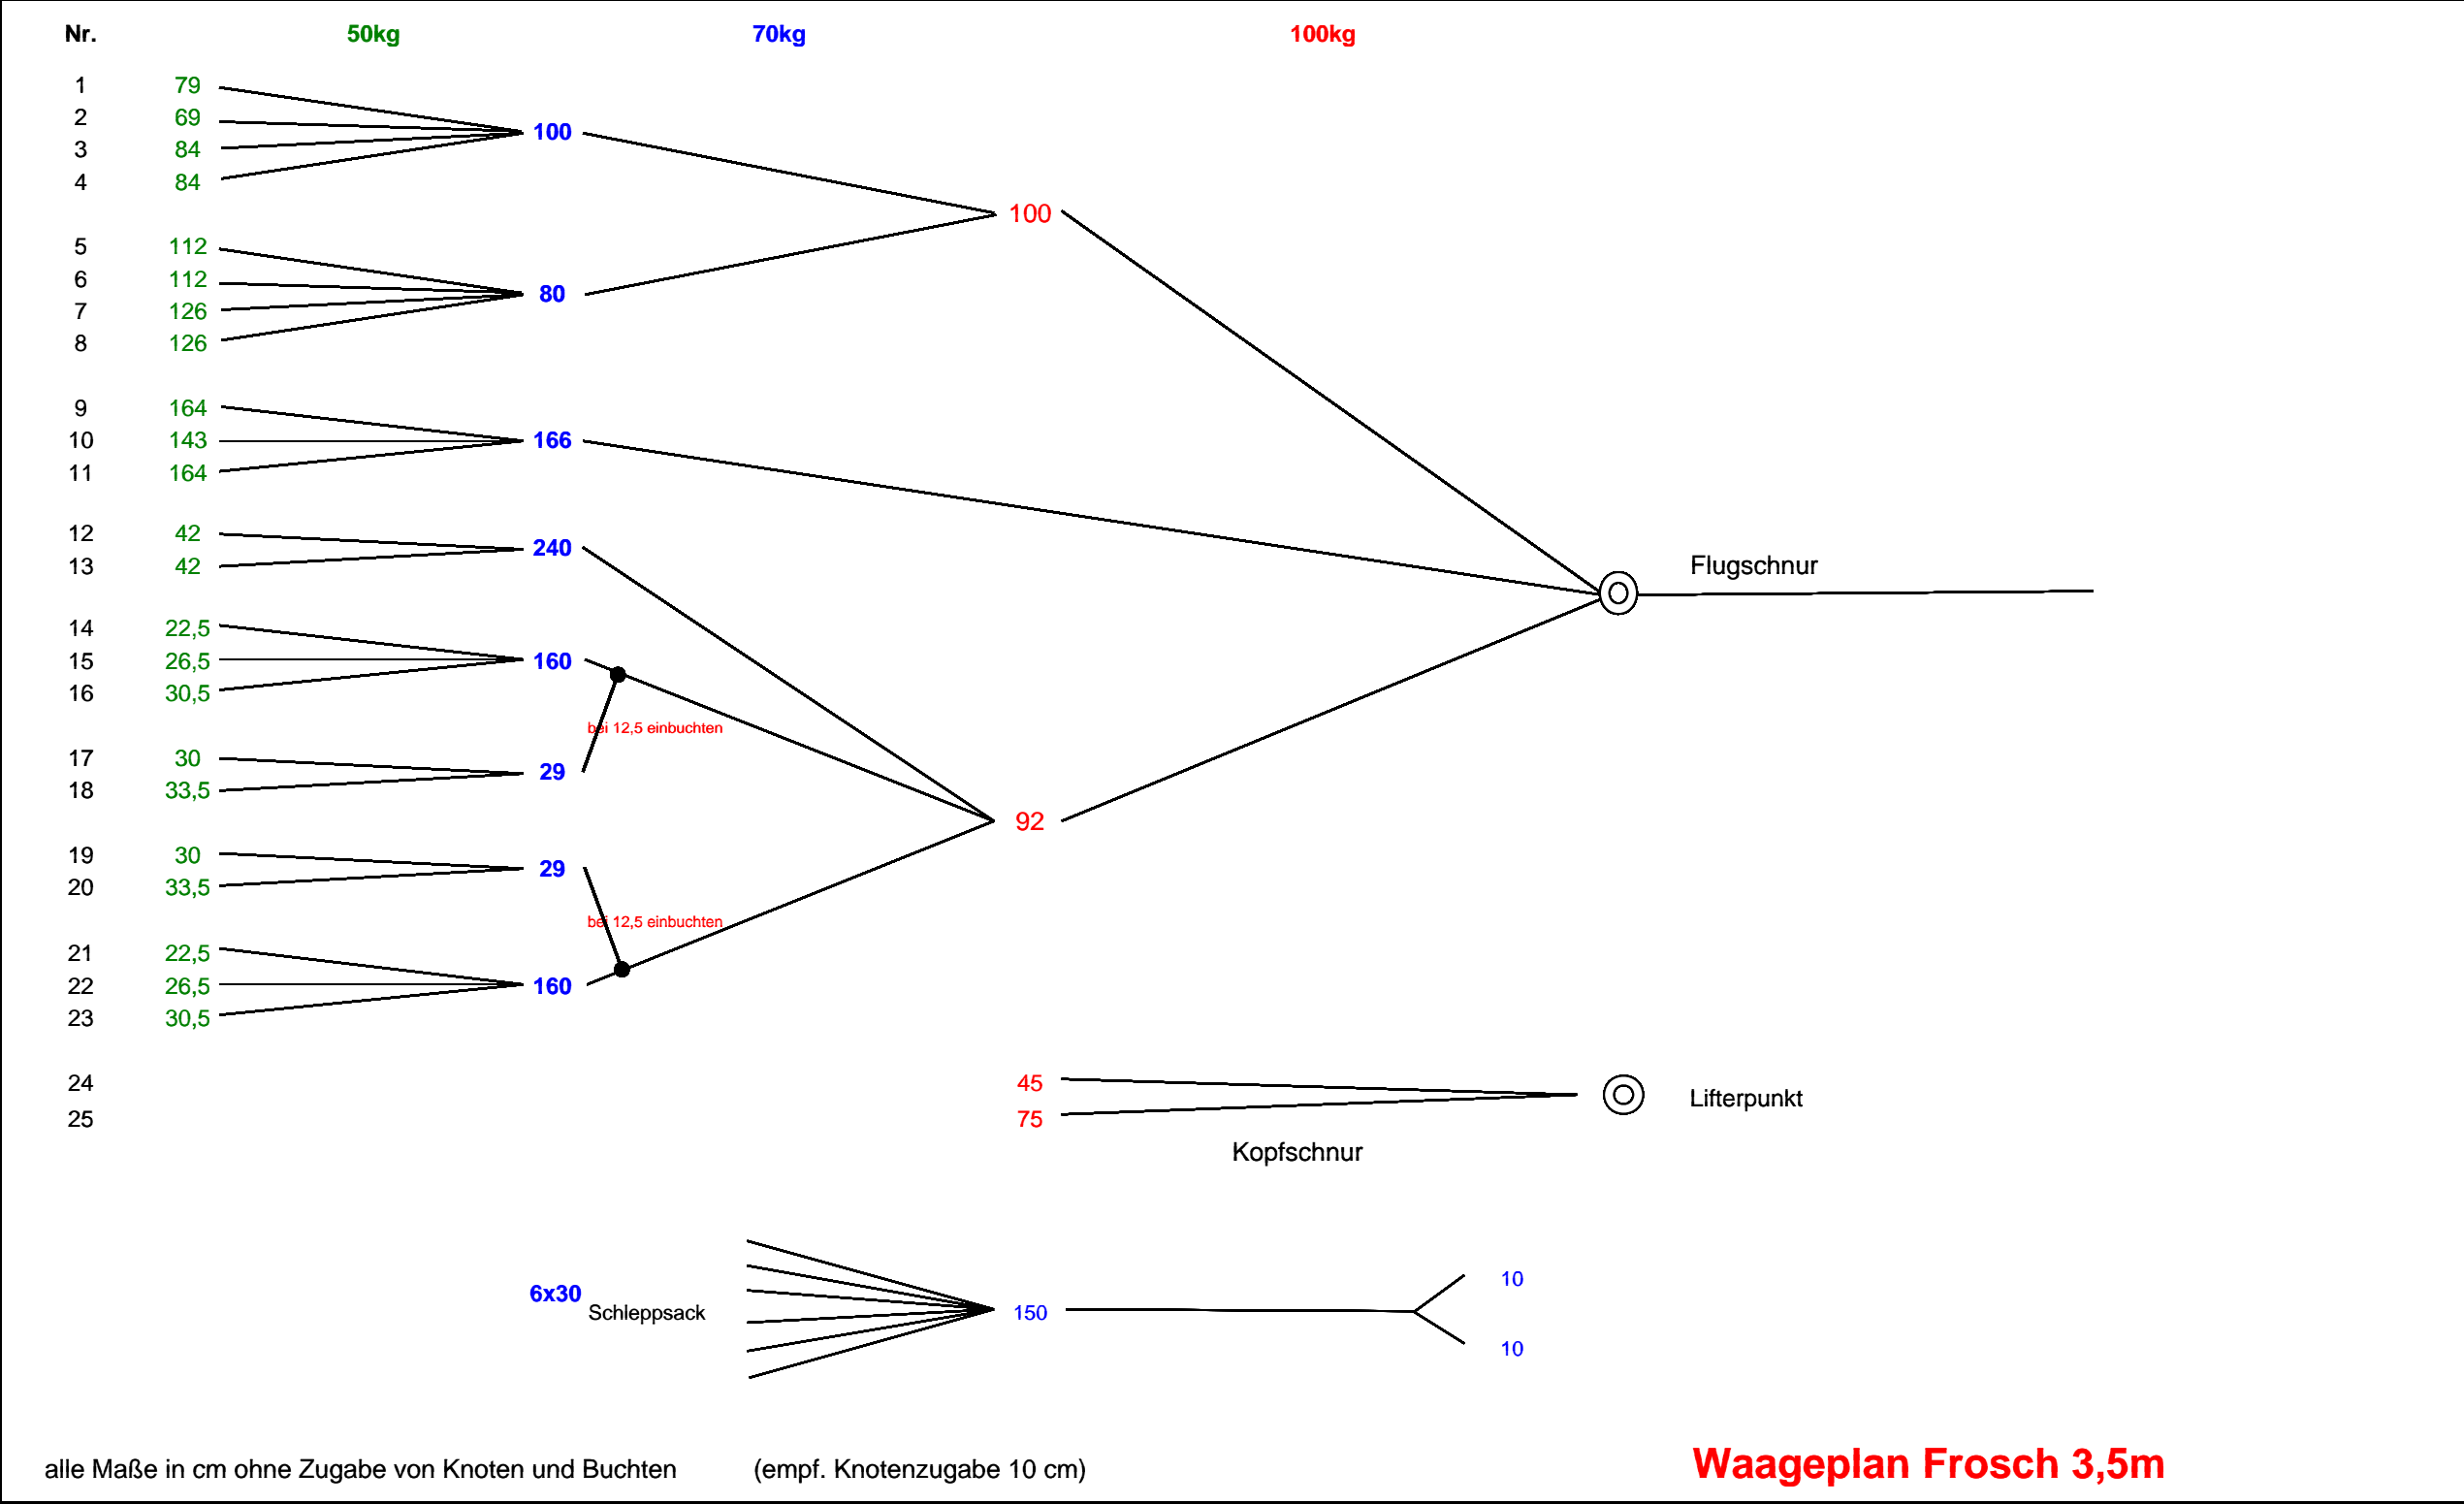 Nr. 50kg 70kg 100kg
1 79
2 69
100
3 84
4 84
100
5 112
6 112
80
7 126
8 126
9 164
10 143 166
11 164
12 42
240
13 42
Flugschnur
14 22,5
15 26,5 160
16 30,5
bei 12,5 einbuchten
17 30
29
18 33,5
92
19 30
29
20 33,5
bei 12,5 einbuchten
21 22,5
22 26,5 160
23 30,5
24 45
Lifterpunkt
25 75
Kopfschnur
10
6x30
Schleppsack 150
10
alle Maße in cm ohne Zugabe von Knoten und Buchten (empf. Knotenzugabe 10 cm)
Waageplan Frosch 3,5m